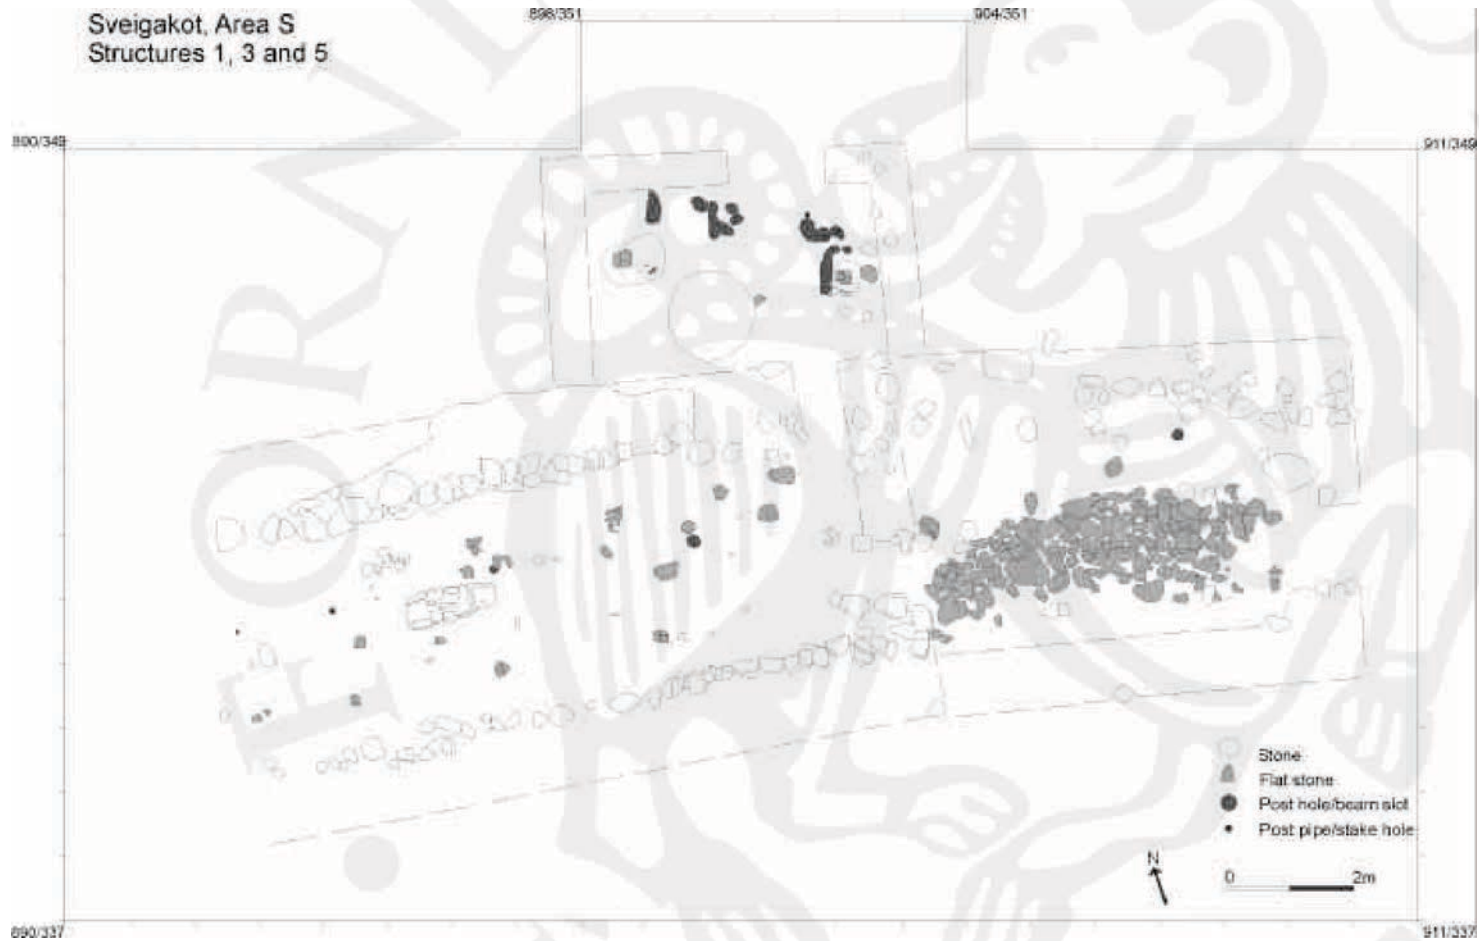 Sveigakot, Area S
Structures 1, 3 and 5
898/351
904/351
890/349
911/349
Stone
Flat stone
Post hole/beam slot
Post pipe/stake hole
N
0 2m
890/337
911/337